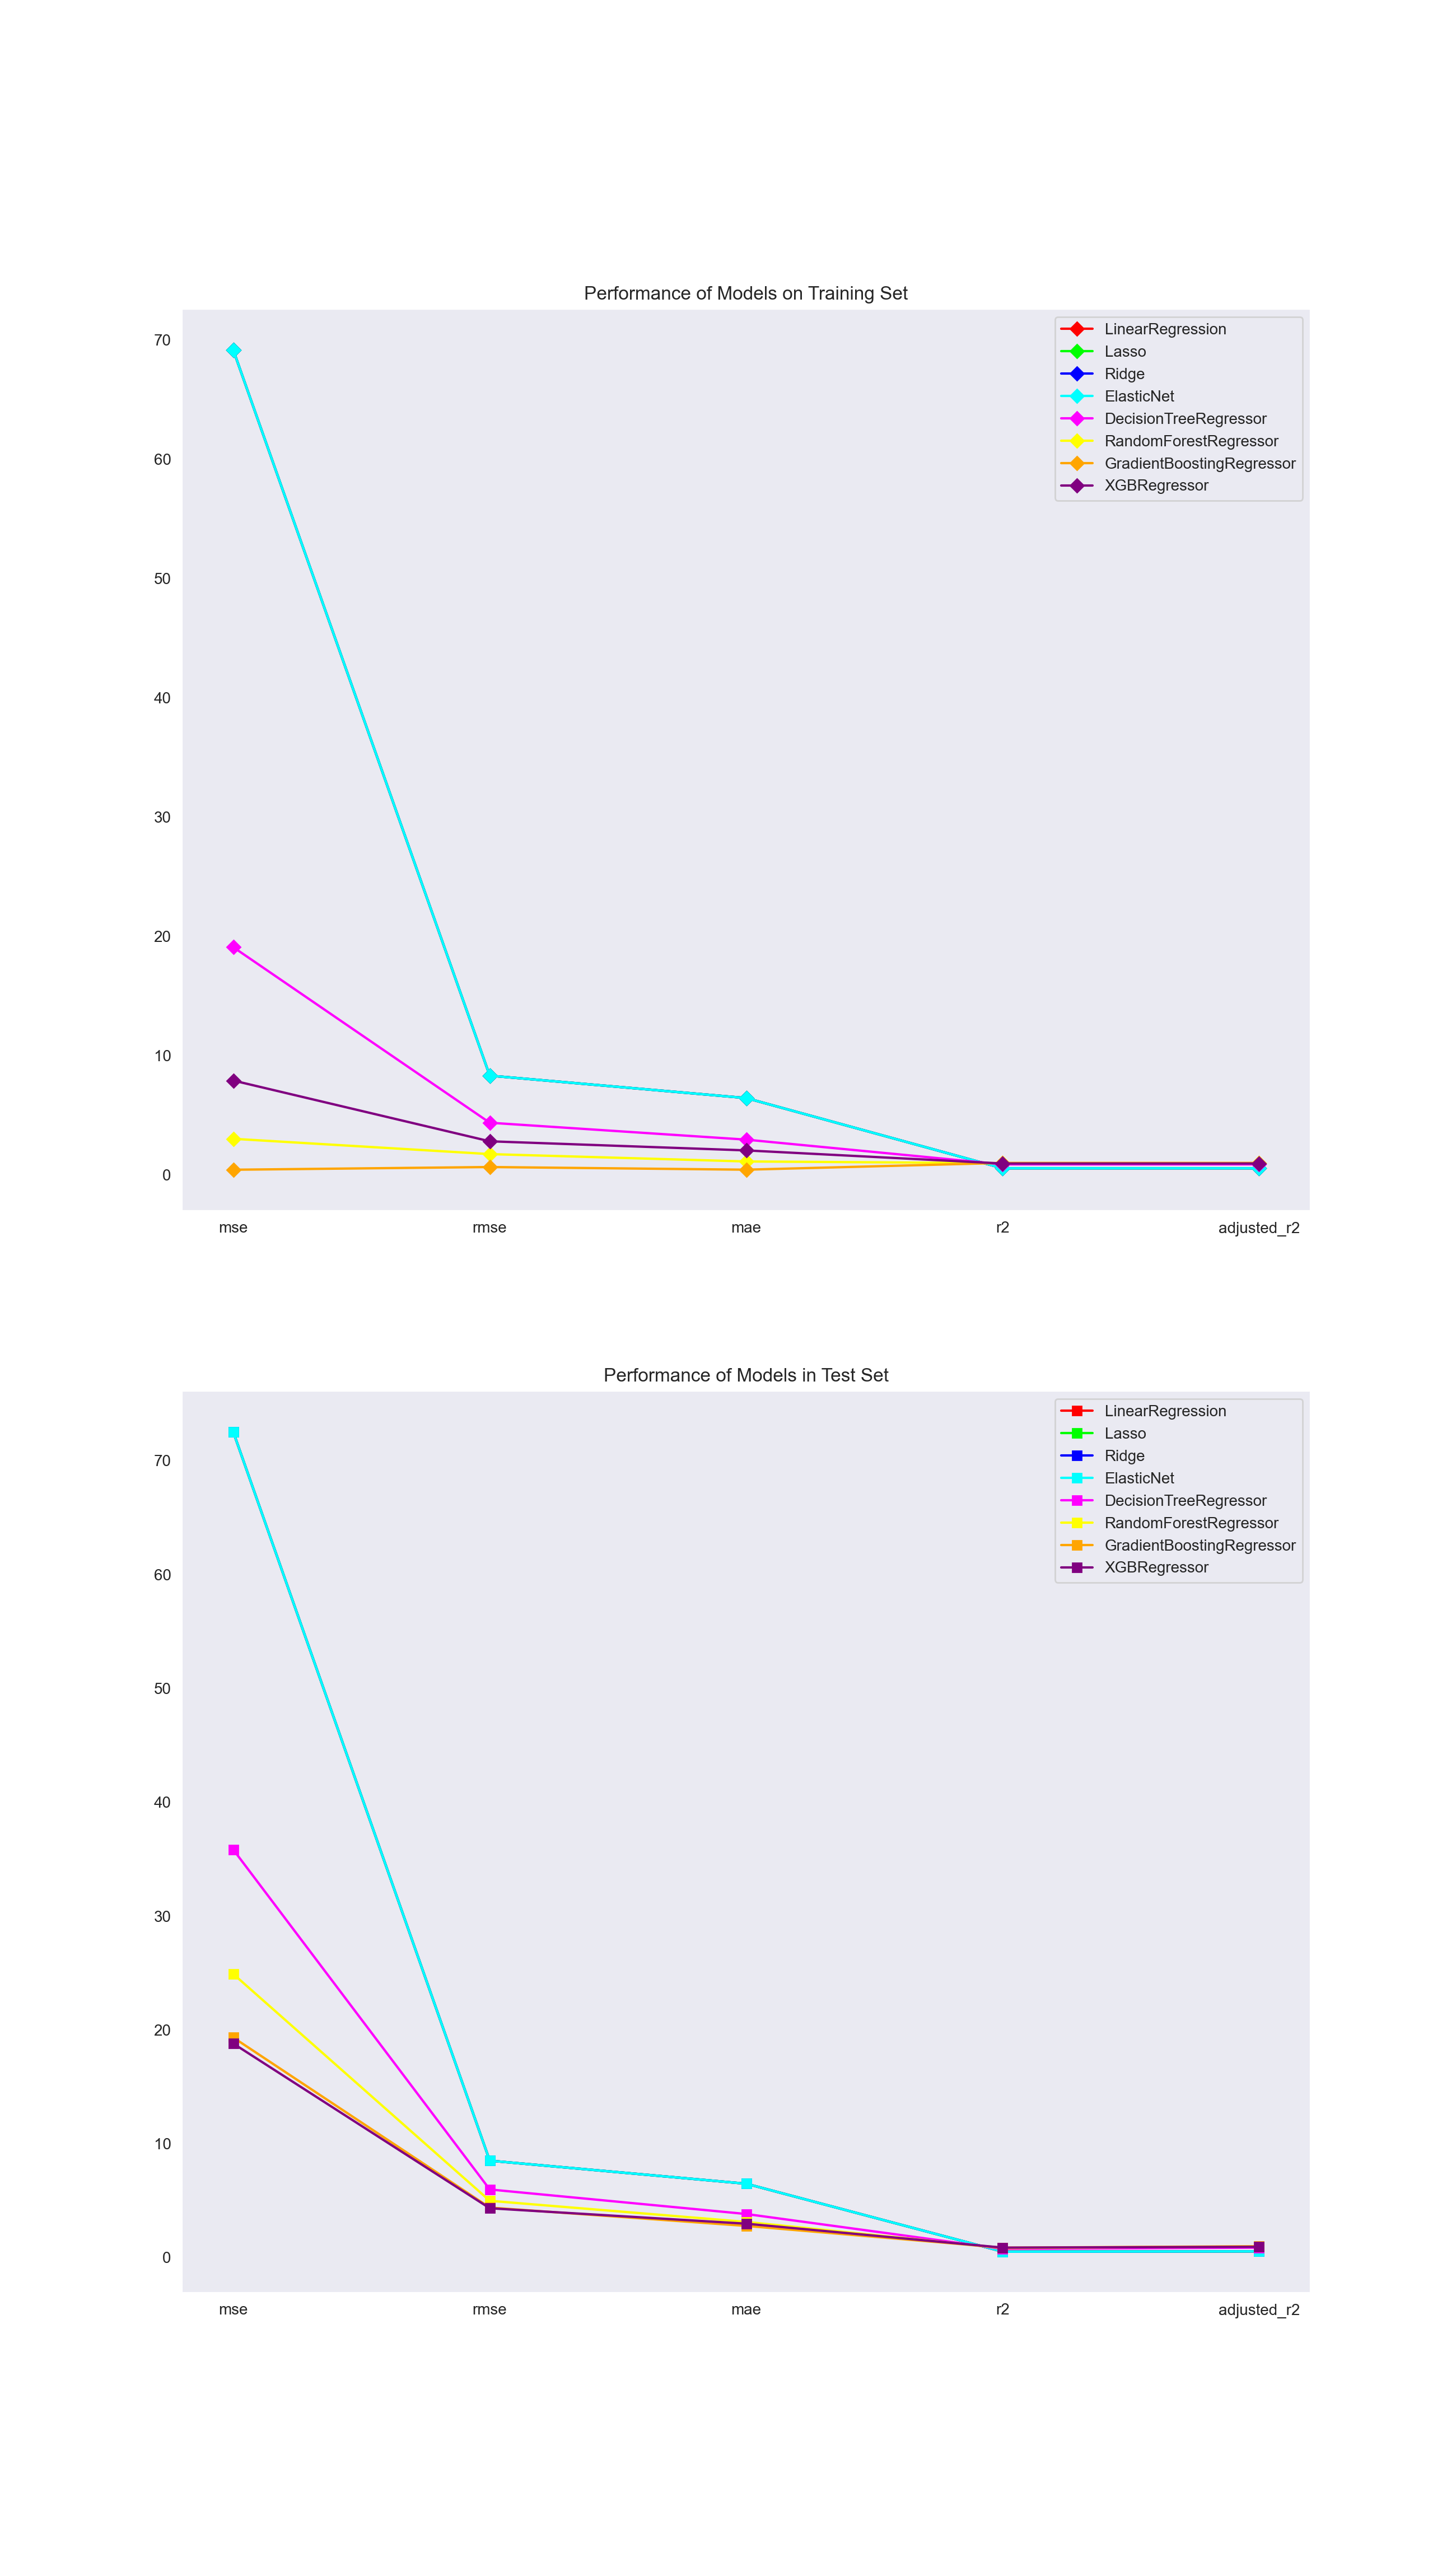 Performance of Models on Training Set
70
60
50
40
30
20
10
0
LinearRegression
Lasso
Ridge
ElasticNet
DecisionTreeRegressor
RandomForestRegressor
GradientBoostingRegressor
XGBRegressor
mse rmse mae r2 adjusted_r2
Performance of Models in Test Set
70
60
50
40
30
20
10
0
LinearRegression
Lasso
Ridge
ElasticNet
DecisionTreeRegressor
RandomForestRegressor
GradientBoostingRegressor
XGBRegressor
mse rmse mae r2 adjusted_r2